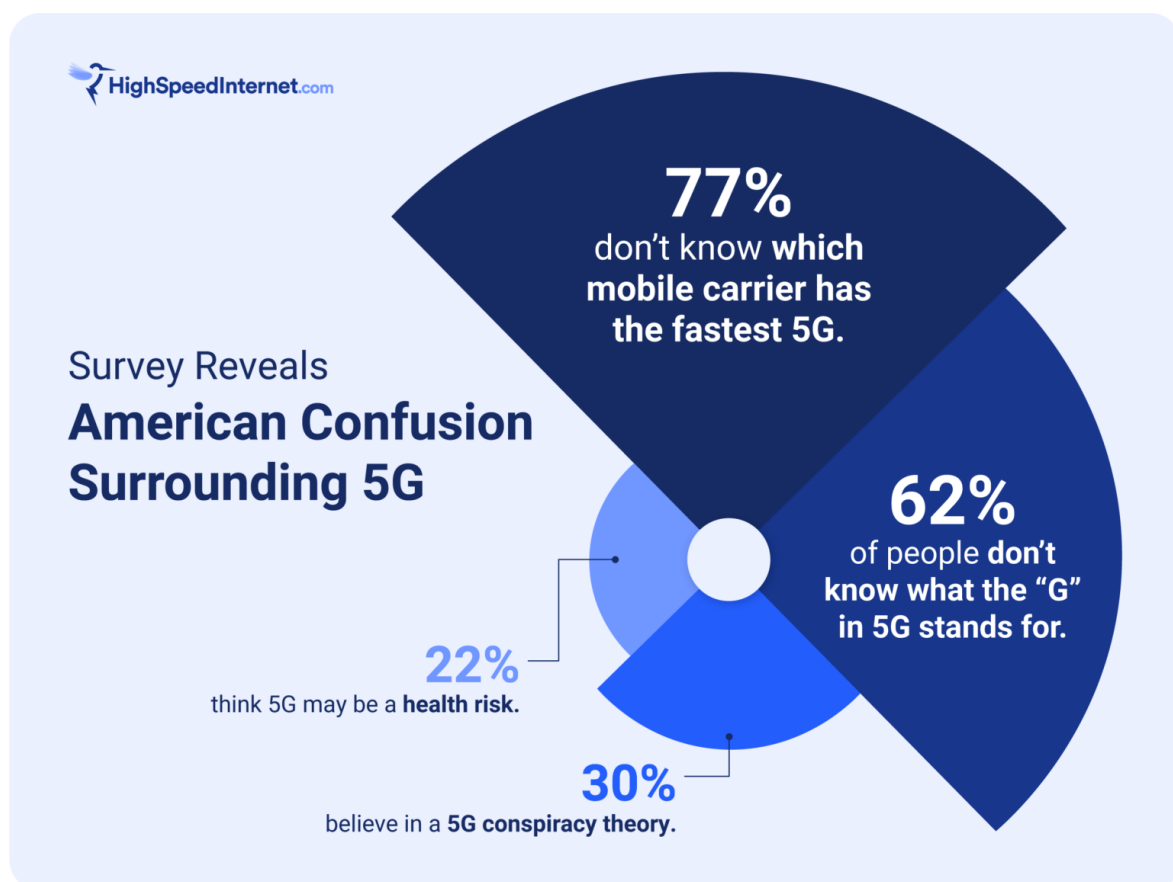 HighSpeedInternet.com
77%
don’t know which
mobile carrier has
the fastest 5G.
Survey Reveals
American Confusion
Surrounding 5G
62%
of people don’t
know what the “G”
in 5G stands for.
22%
think 5G may be a health risk.
30%
believe in a 5G conspiracy theory.